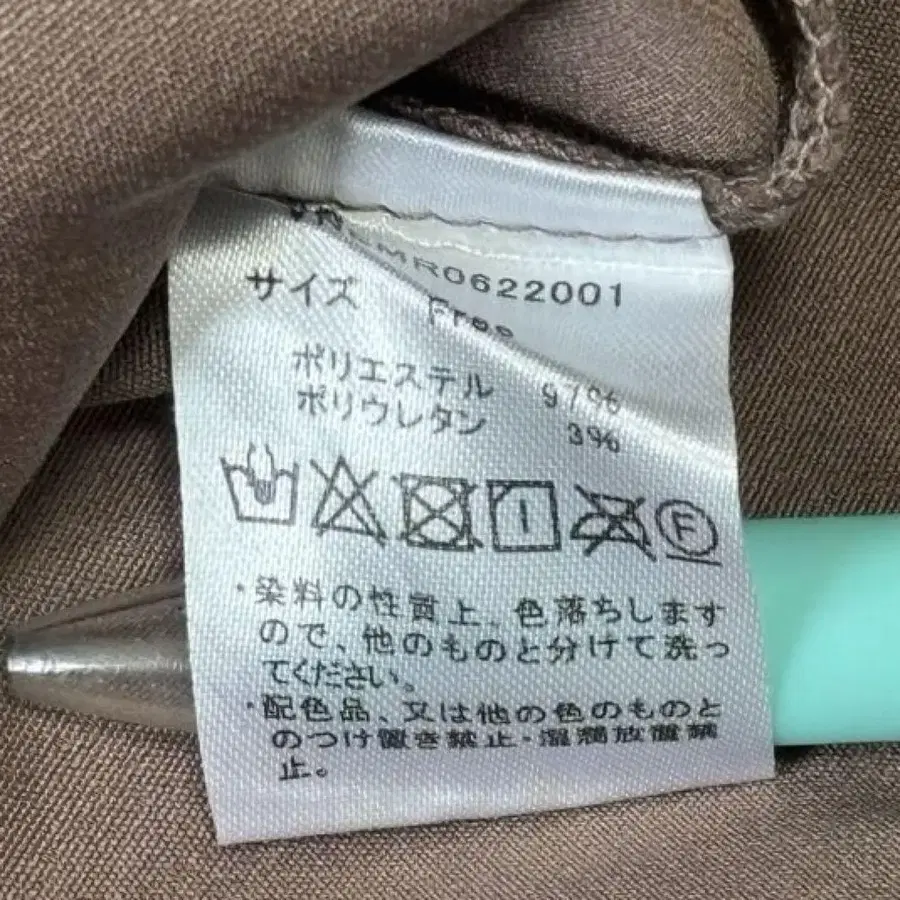 MR0622001
サイズ Free
ポリエステル 97%
ポリウレタン 3%
F
・染料の性質上、色落ちします
ので、他のものと分けて洗っ
てください。
・配色品、又は他の色のものと
のつけ置き禁止・湿潤放置禁
止。